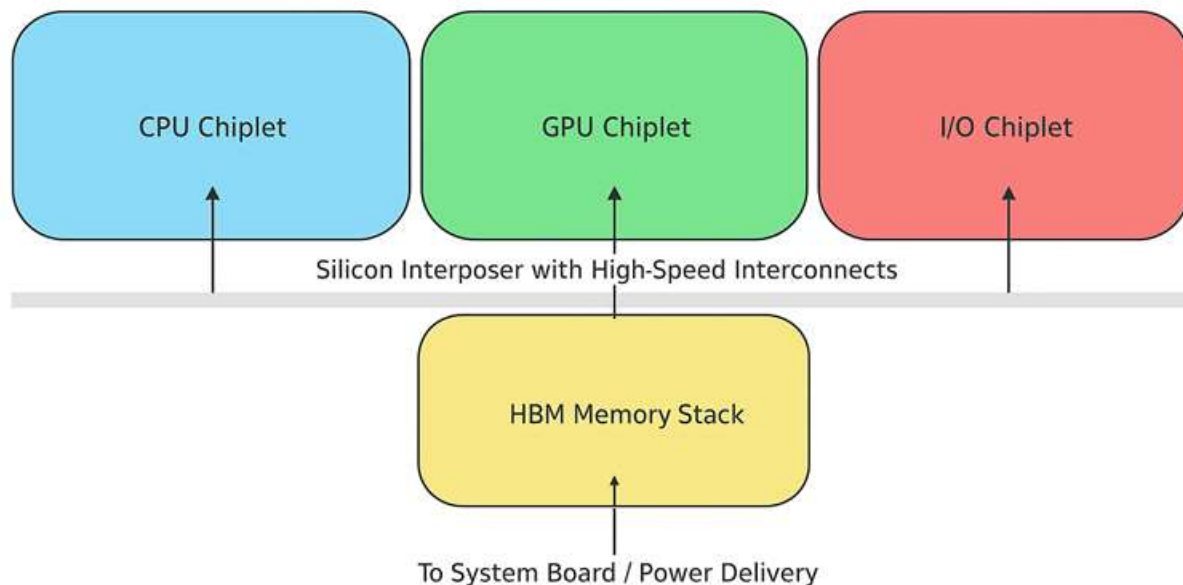 CPU Chiplet
GPU Chiplet
I/O Chiplet
Silicon Interposer with High-Speed Interconnects
HBM Memory Stack
To System Board / Power Delivery